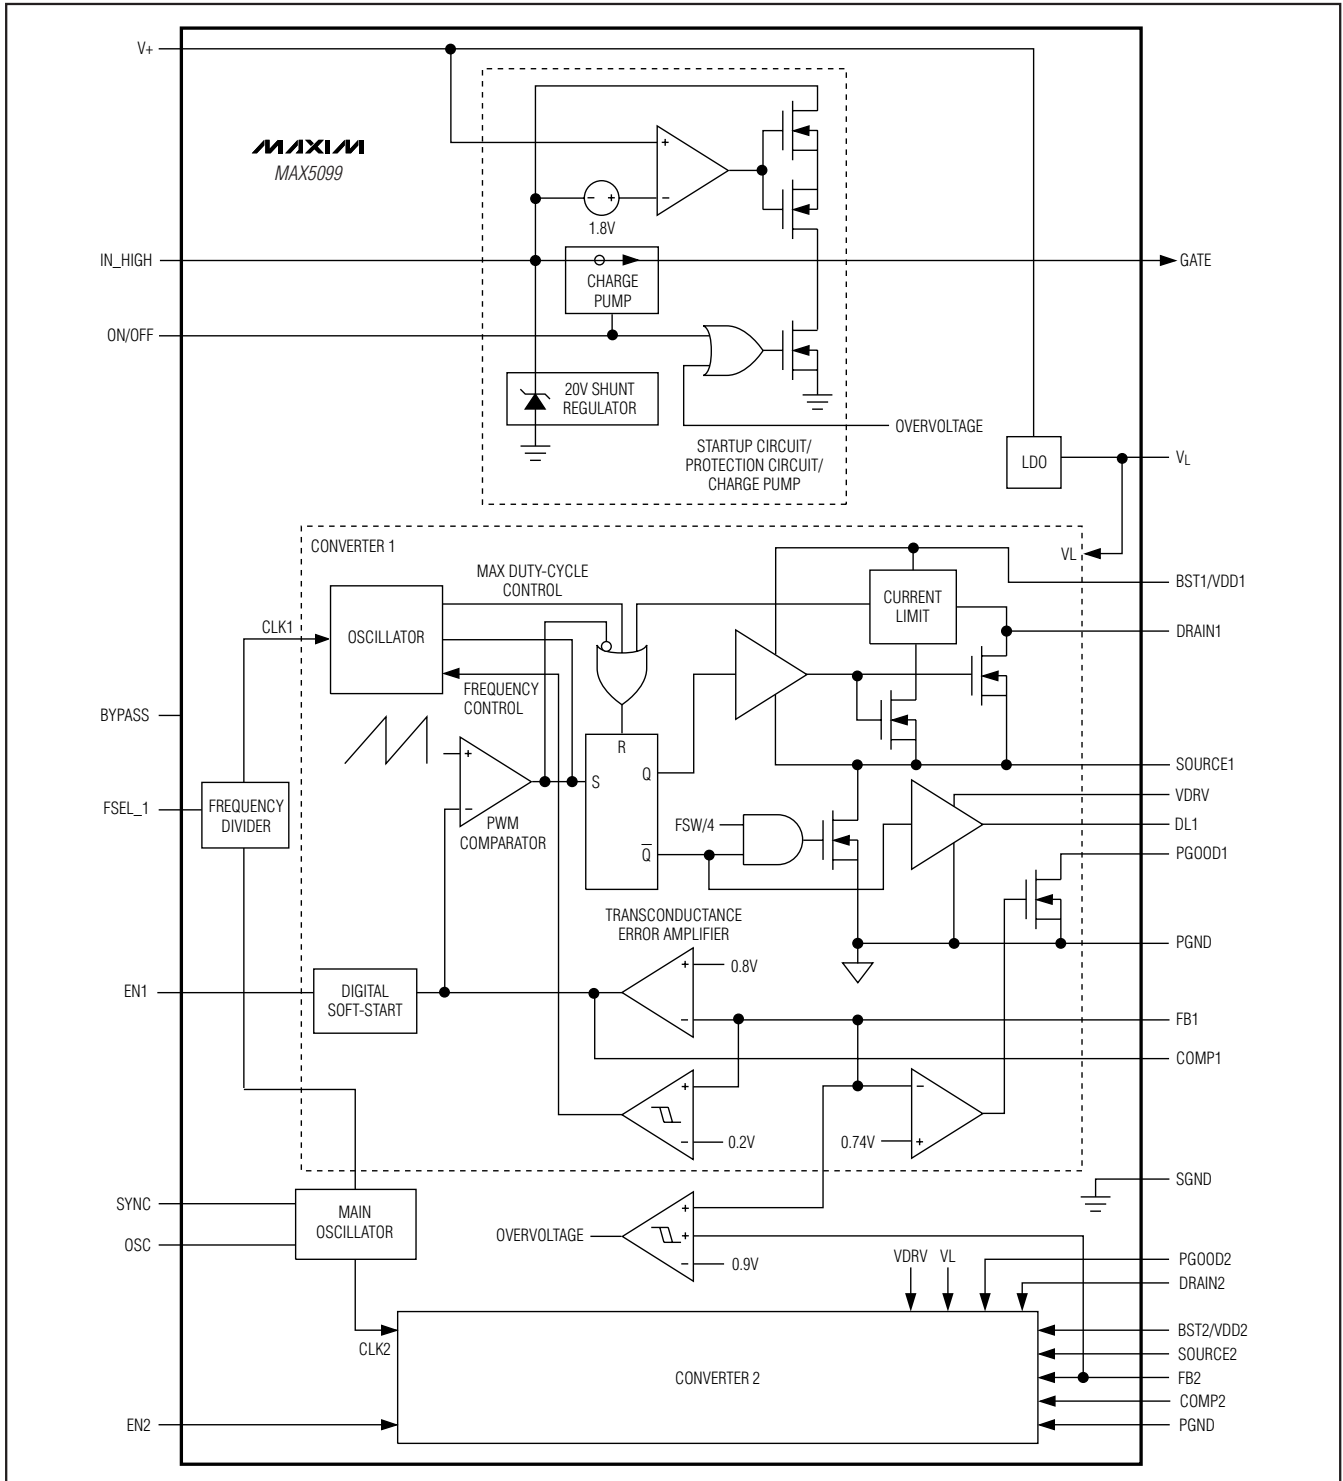 V+
MAXIM
MAX5099
+
−
− +
1.8V
IN_HIGH
GATE
CHARGE
PUMP
ON/OFF
20V SHUNT
REGULATOR
OVERVOLTAGE
STARTUP CIRCUIT/
PROTECTION CIRCUIT/
CHARGE PUMP
LDO
VL
CONVERTER 1
VL
MAX DUTY-CYCLE
CONTROL
BST1/VDD1
CURRENT
LIMIT
CLK1
OSCILLATOR
DRAIN1
FREQUENCY
CONTROL
BYPASS
R
+
Q
S
SOURCE1
FSEL_1
FREQUENCY
DIVIDER
−
PWM
COMPARATOR
VDRV
FSW/4
DL1
Q
PGOOD1
TRANSCONDUCTANCE
ERROR AMPLIFIER
PGND
+
0.8V
EN1
DIGITAL
SOFT-START
−
FB1
COMP1
+
−
−
0.2V
0.74V
+
SGND
SYNC
MAIN
OSCILLATOR
OSC
+
OVERVOLTAGE
+
−
0.9V
VDRV VL
PGOOD2
DRAIN2
CLK2
BST2/VDD2
SOURCE2
CONVERTER 2
FB2
COMP2
EN2
PGND